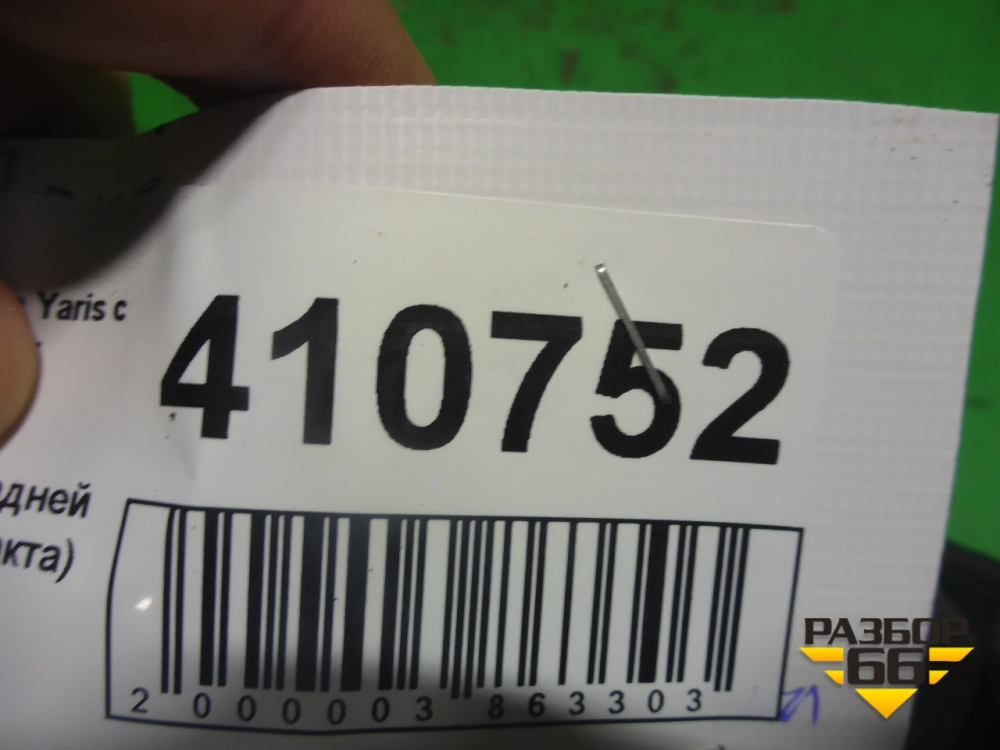 Yaris с
410752
дней
кта)
2 000003 863303
РАЗБОР
66